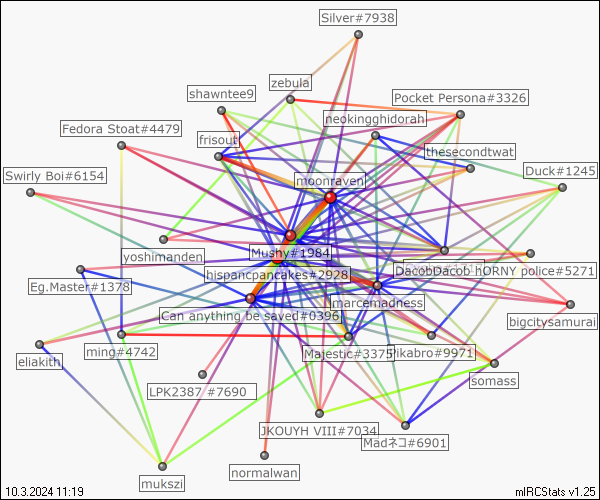 Silver#7938
zebula
shawntee9
Pocket Persona#3326
neokingghidorah
Fedora Stoat#4479
frisout
thesecondtwat
Swirly Boi#6154
moonraven
Duck#1245
yoshimanden
Mushy#1984
hispancpancakes#2928
DacobDacob
hORNY police#5271
Eg.Master#1378
marcemadness
Can anything be saved#0396
bigcitysamurai
eliakith
ming#4742
Majestic#3375
Pikabro#9971
LPK2387 #7690
somass
JKOUYH VIII#7034
Madネコ#6901
mukszi
normalwan
10.3.2024 11:19
mIRCStats v1.25